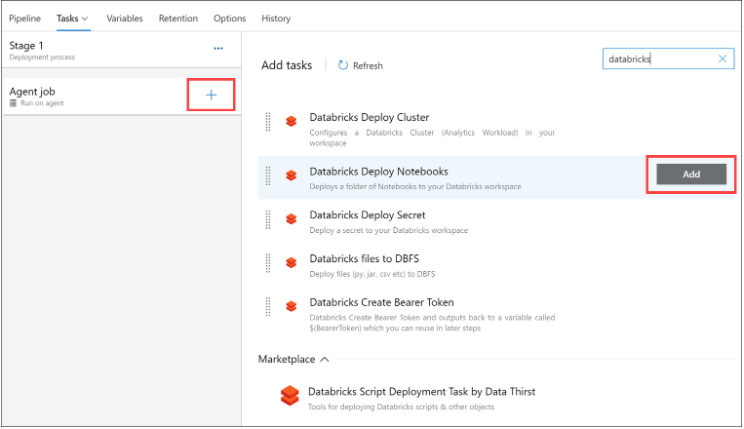 Pipeline Tasks Variables Retention Options History
Stage 1
Deployment process
Agent job
Run on agent
Add tasks Refresh
databricks
Databricks Deploy Cluster
Configures a Databricks Cluster (Analytics Workload) in your
workspace
Databricks Deploy Notebooks
Deploys a folder of Notebooks to your Databricks workspace
Add
Databricks Deploy Secret
Deploy a secret to your Databricks workspace
Databricks files to DBFS
Deploy files (py, jar, csv etc) to DBFS
Databricks Create Bearer Token
Databricks Create Bearer Token and outputs back to a variable called
$(BearerToken) which you can reuse in later steps
Marketplace
Databricks Script Deployment Task by Data Thirst
Tools for deploying Databricks scripts & other objects